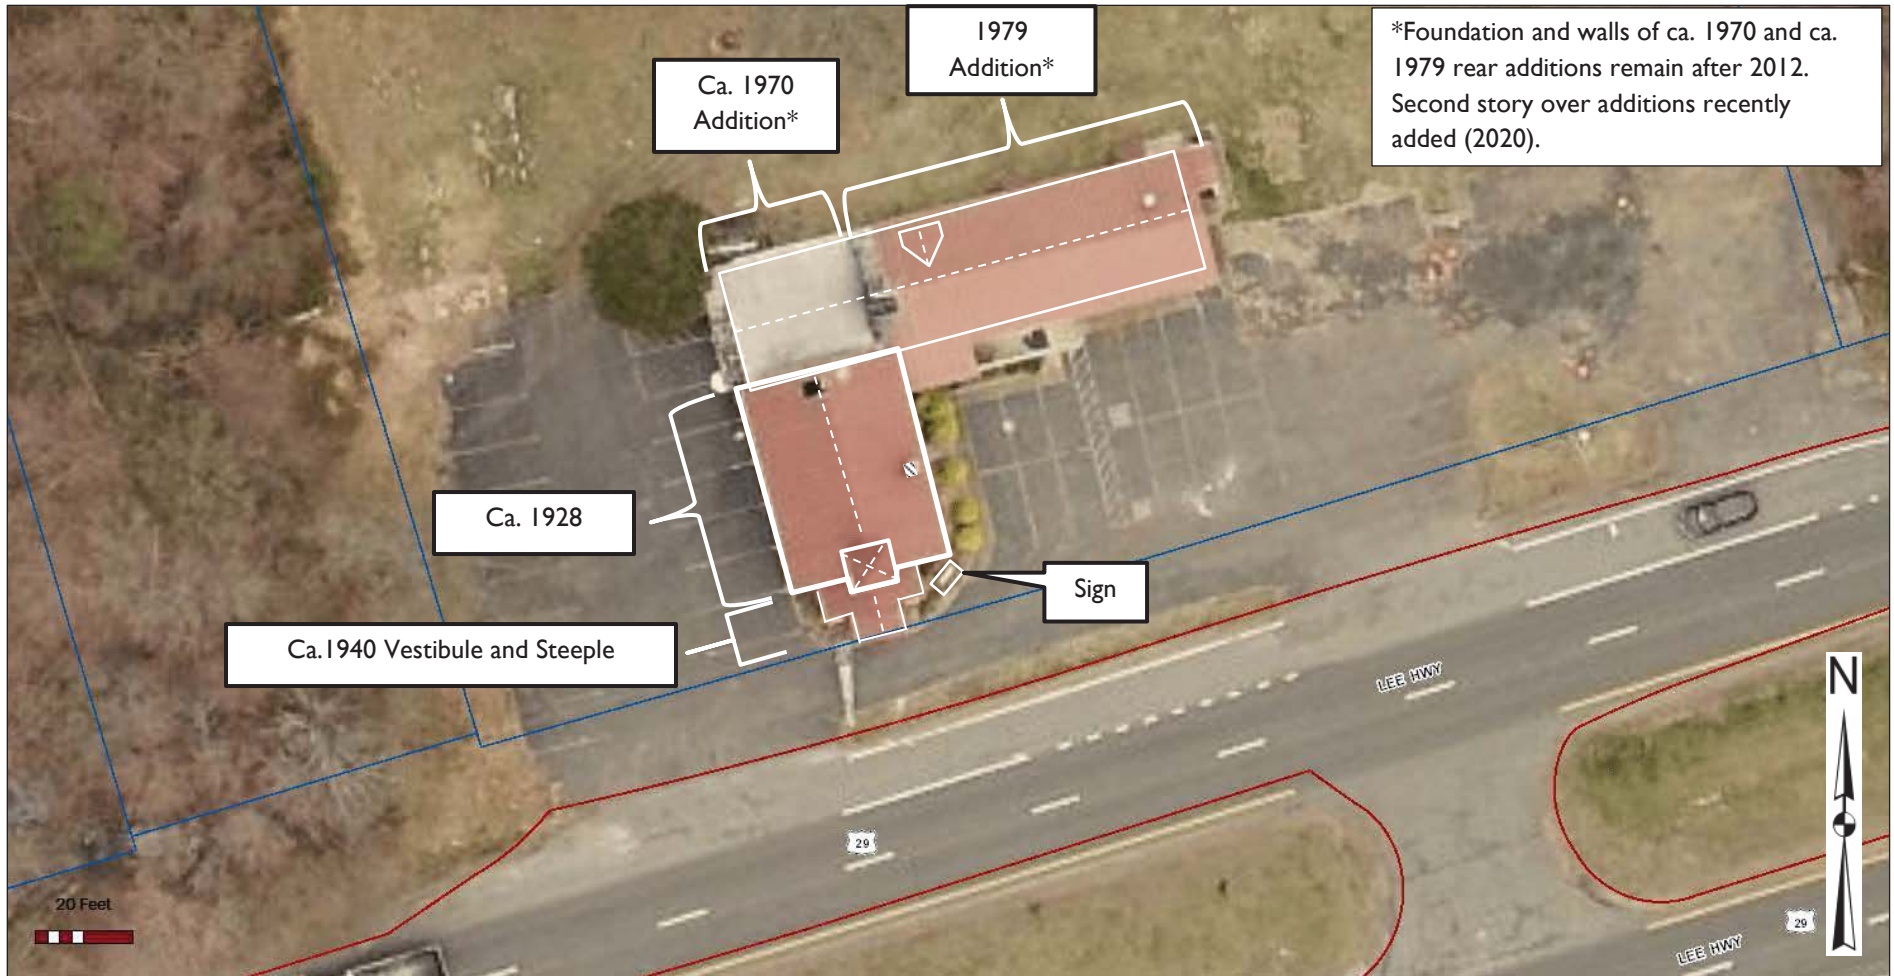 1979
Addition*
*Foundation and walls of ca. 1970 and ca.
1979 rear additions remain after 2012.
Second story over additions recently
added (2020).
Ca. 1970
Addition*
Ca. 1928
Sign
Ca.1940 Vestibule and Steeple
LEE HWY
N
29
20 Feet
29
LEE HWY